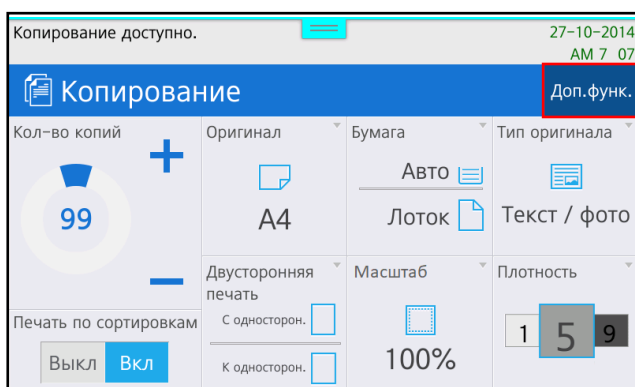 Копирование доступно.
27-10-2014
AM 7 07
Копирование
Доп.функ.
Кол-во копий
99
Печать по сортировкам
Выкл Вкл
Оригинал
A4
Бумага
Авто
Лоток
Тип оригинала
Текст / фото
Двусторонняя
печать
С односторон.
К односторон.
Масштаб
100%
Плотность
1 5 9